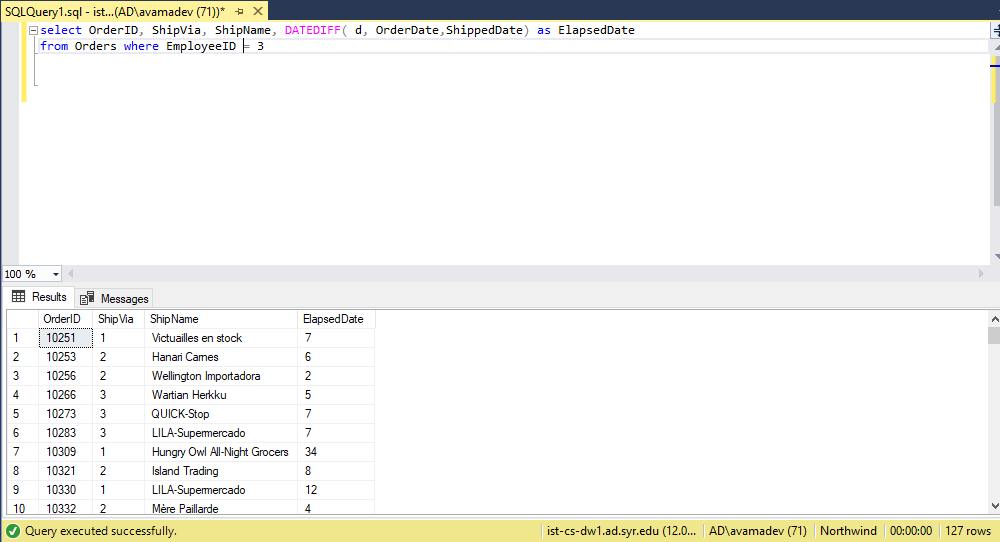 SQLQuery1.sql - ist...(AD\avamadev (71))*
select OrderID, ShipVia, ShipName, DATEDIFF( d, OrderDate,ShippedDate) as ElapsedDate
from Orders where EmployeeID = 3
100 %
Results Messages
OrderID ShipVia ShipName ElapsedDate
1 10251 1 Victuailles en stock 7
2 10253 2 Hanari Carnes 6
3 10256 2 Wellington Importadora 2
4 10266 3 Wartian Herkku 5
5 10273 3 QUICK-Stop 7
6 10283 3 LILA-Supermercado 7
7 10309 1 Hungry Owl All-Night Grocers 34
8 10321 2 Island Trading 8
9 10330 1 LILA-Supermercado 12
10 10332 2 Mère Paillarde 4
Query executed successfully. ist-cs-dw1.ad.syr.edu (12.0... AD\avamadev (71) Northwind 00:00:00 127 rows